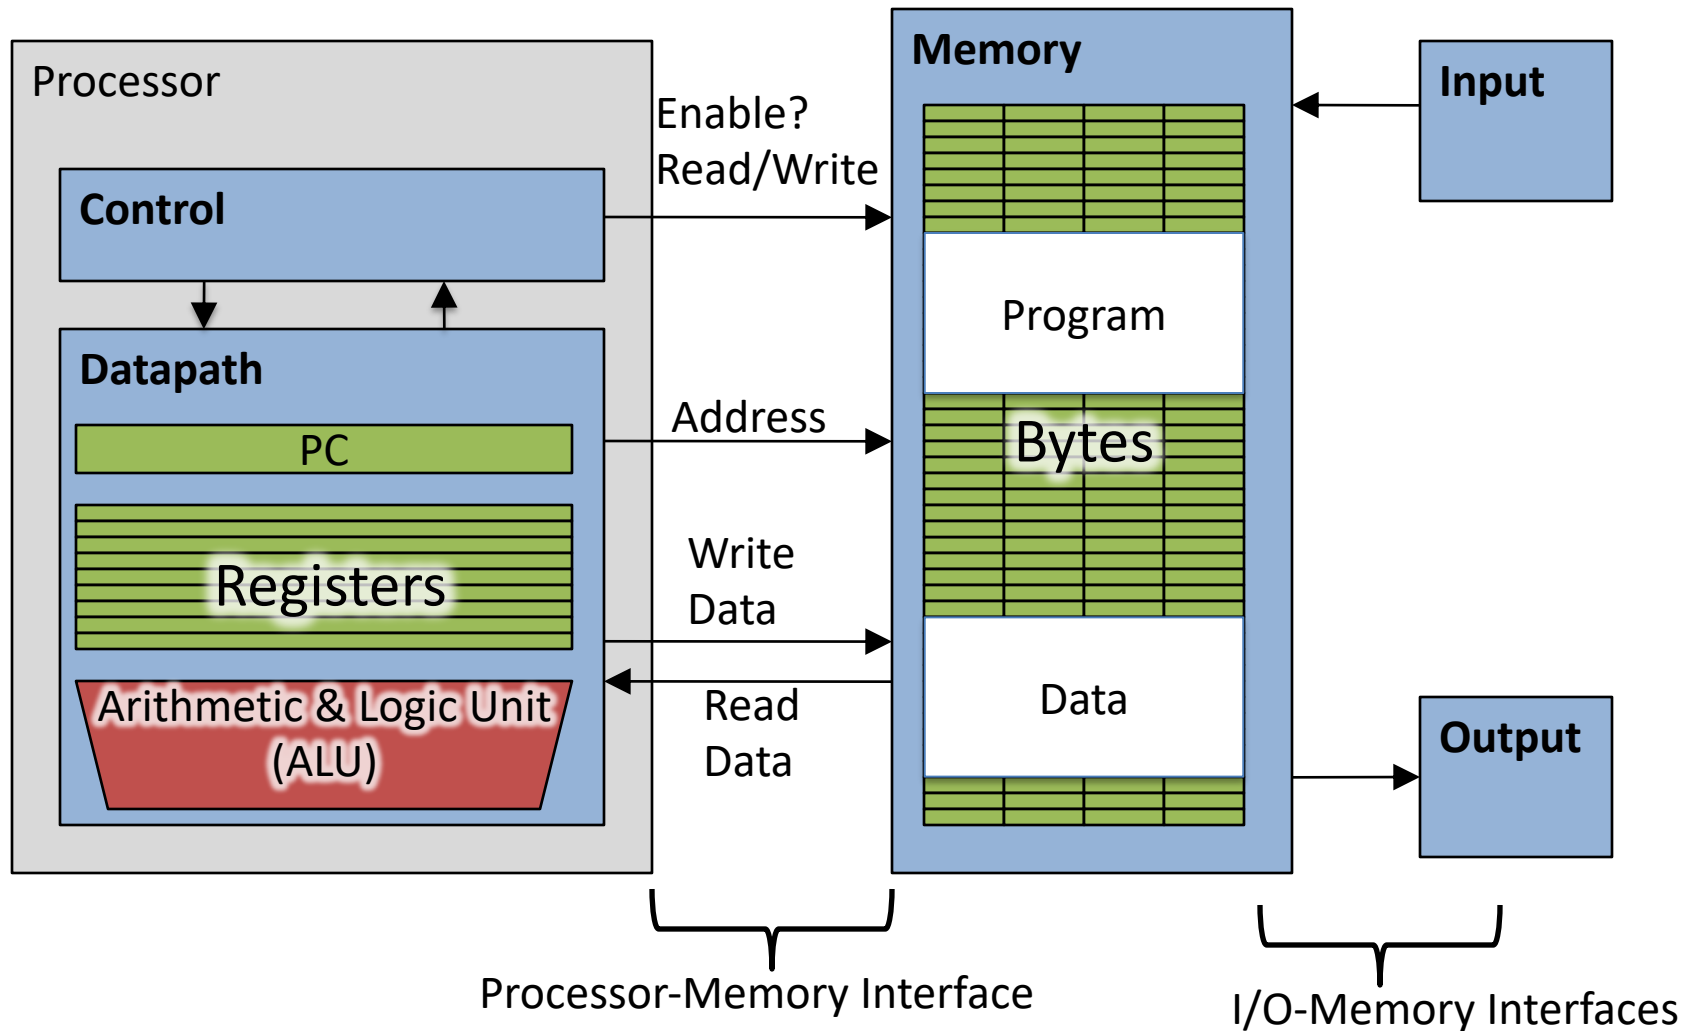 Processor
Control
Datapath
PC
Registers
Arithmetic & Logic Unit
(ALU)
Enable?
Read/Write
Address
Write
Data
Read
Data
Memory
Program
Bytes
Data
Input
Output
Processor-Memory Interface
I/O-Memory Interfaces